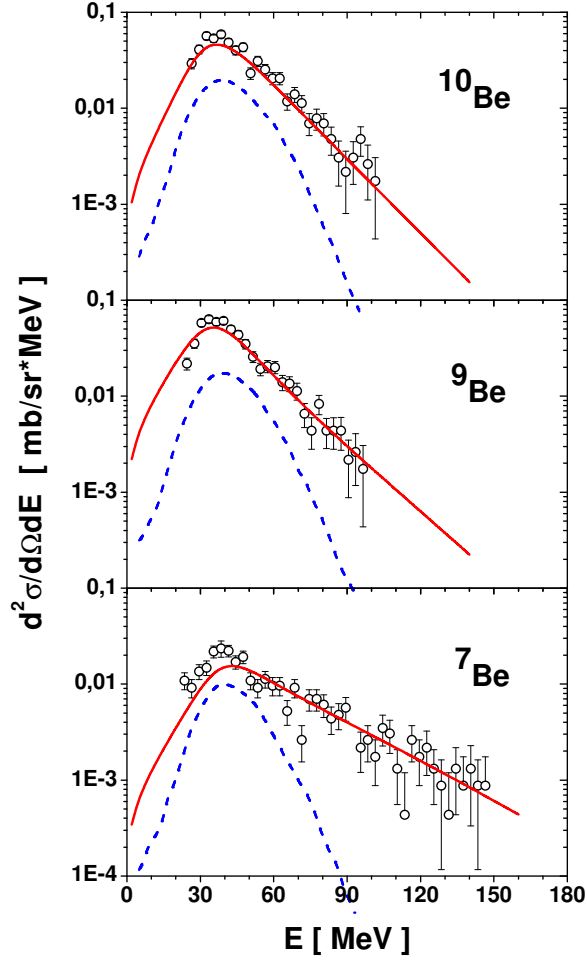 0,1
10Be
0,01
1E-3
0,1
9Be
0,01
1E-3
0,1
7Be
0,01
1E-3
1E-4
0 30 60 90 120 150 180
E [ MeV ]
d2 σ/dΩdE [ mb/sr*MeV ]